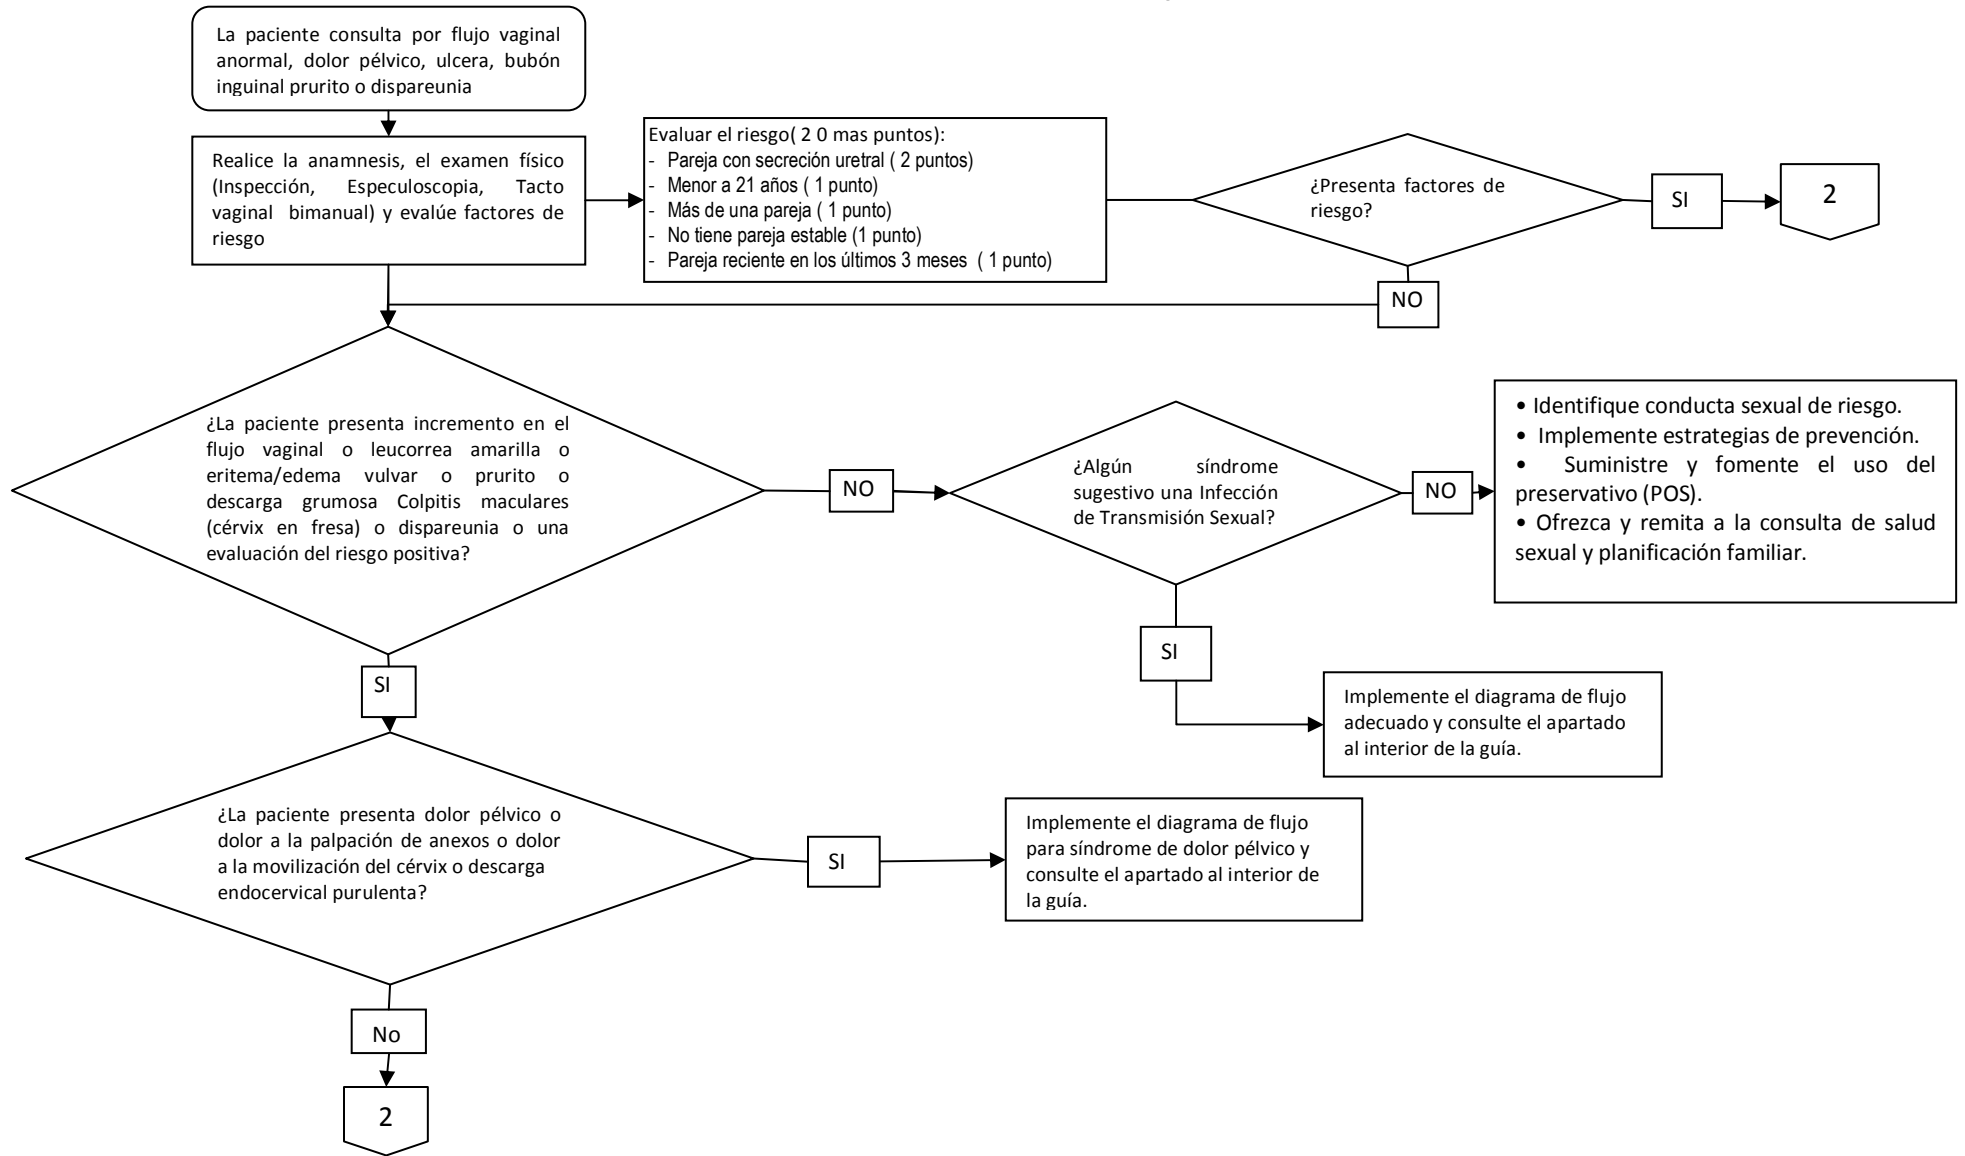 La paciente consulta por flujo vaginal
anormal, dolor pélvico, ulcera, bubón
inguinal prurito o dispareunia
Realice la anamnesis, el examen físico
(Inspección, Especuloscopia, Tacto
vaginal bimanual) y evalúe factores de
riesgo
Evaluar el riesgo( 2 0 mas puntos):
- Pareja con secreción uretral ( 2 puntos)
- Menor a 21 años ( 1 punto)
- Más de una pareja ( 1 punto)
- No tiene pareja estable (1 punto)
- Pareja reciente en los últimos 3 meses ( 1 punto)
¿Presenta factores de
riesgo?
SI
2
NO
¿La paciente presenta incremento en el
flujo vaginal o leucorrea amarilla o
eritema/edema vulvar o prurito o
descarga grumosa Colpitis maculares
(cérvix en fresa) o dispareunia o una
evaluación del riesgo positiva?
NO
¿Algún síndrome
sugestivo una Infección
de Transmisión Sexual?
NO
• Identifique conducta sexual de riesgo.
• Implemente estrategias de prevención.
• Suministre y fomente el uso del
preservativo (POS).
• Ofrezca y remita a la consulta de salud
sexual y planificación familiar.
SI
Implemente el diagrama de flujo
adecuado y consulte el apartado
al interior de la guía.
SI
¿La paciente presenta dolor pélvico o
dolor a la palpación de anexos o dolor
a la movilización del cérvix o descarga
endocervical purulenta?
SI
Implemente el diagrama de flujo
para síndrome de dolor pélvico y
consulte el apartado al interior de
la guía.
No
2